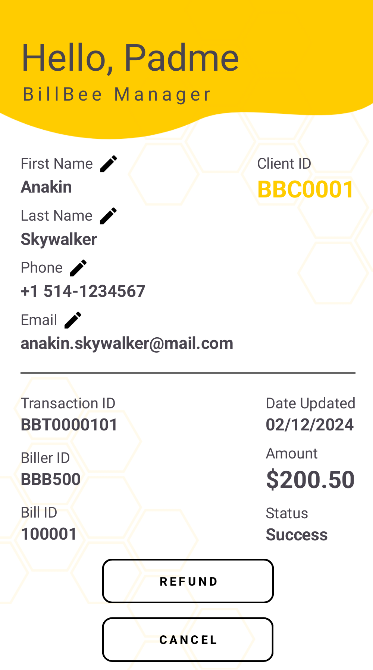 Hello, Padme
BillBee Manager
First Name
Client ID
Anakin
BBC0001
Last Name
Skywalker
Phone
+1 514-1234567
Email
anakin.skywalker@mail.com
Transaction ID
Date Updated
BBT0000101
02/12/2024
Biller ID
Amount
BBB500
$200.50
Bill ID
Status
100001
Success
REFUND
CANCEL